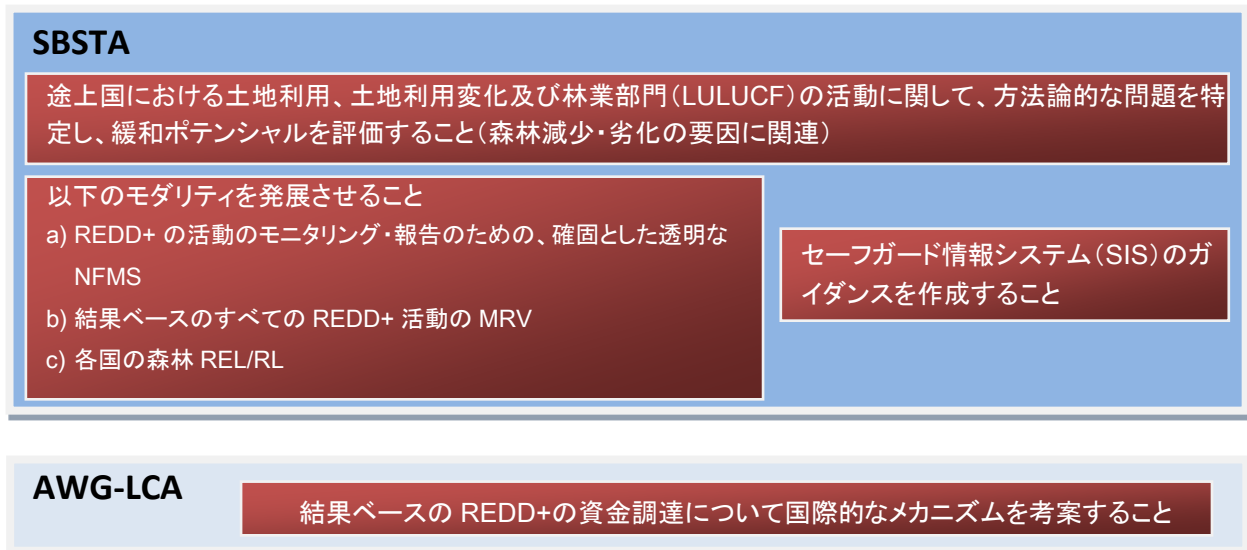 SBSTA
途上国における土地利用、土地利用変化及び林業部門（LULUCF）の活動に関して、方法論的な問題を特
定し、緩和ポテンシャルを評価すること（森林減少・劣化の要因に関連）
以下のモダリティを発展させること
a) REDD+ の活動のモニタリング・報告のための、確固とした透明な
NFMS
b) 結果ベースのすべての REDD+ 活動の MRV
c) 各国の森林 REL/RL
セーフガード情報システム（SIS）のガ
イダンスを作成すること
AWG-LCA
結果ベースの REDD+の資金調達について国際的なメカニズムを考案すること